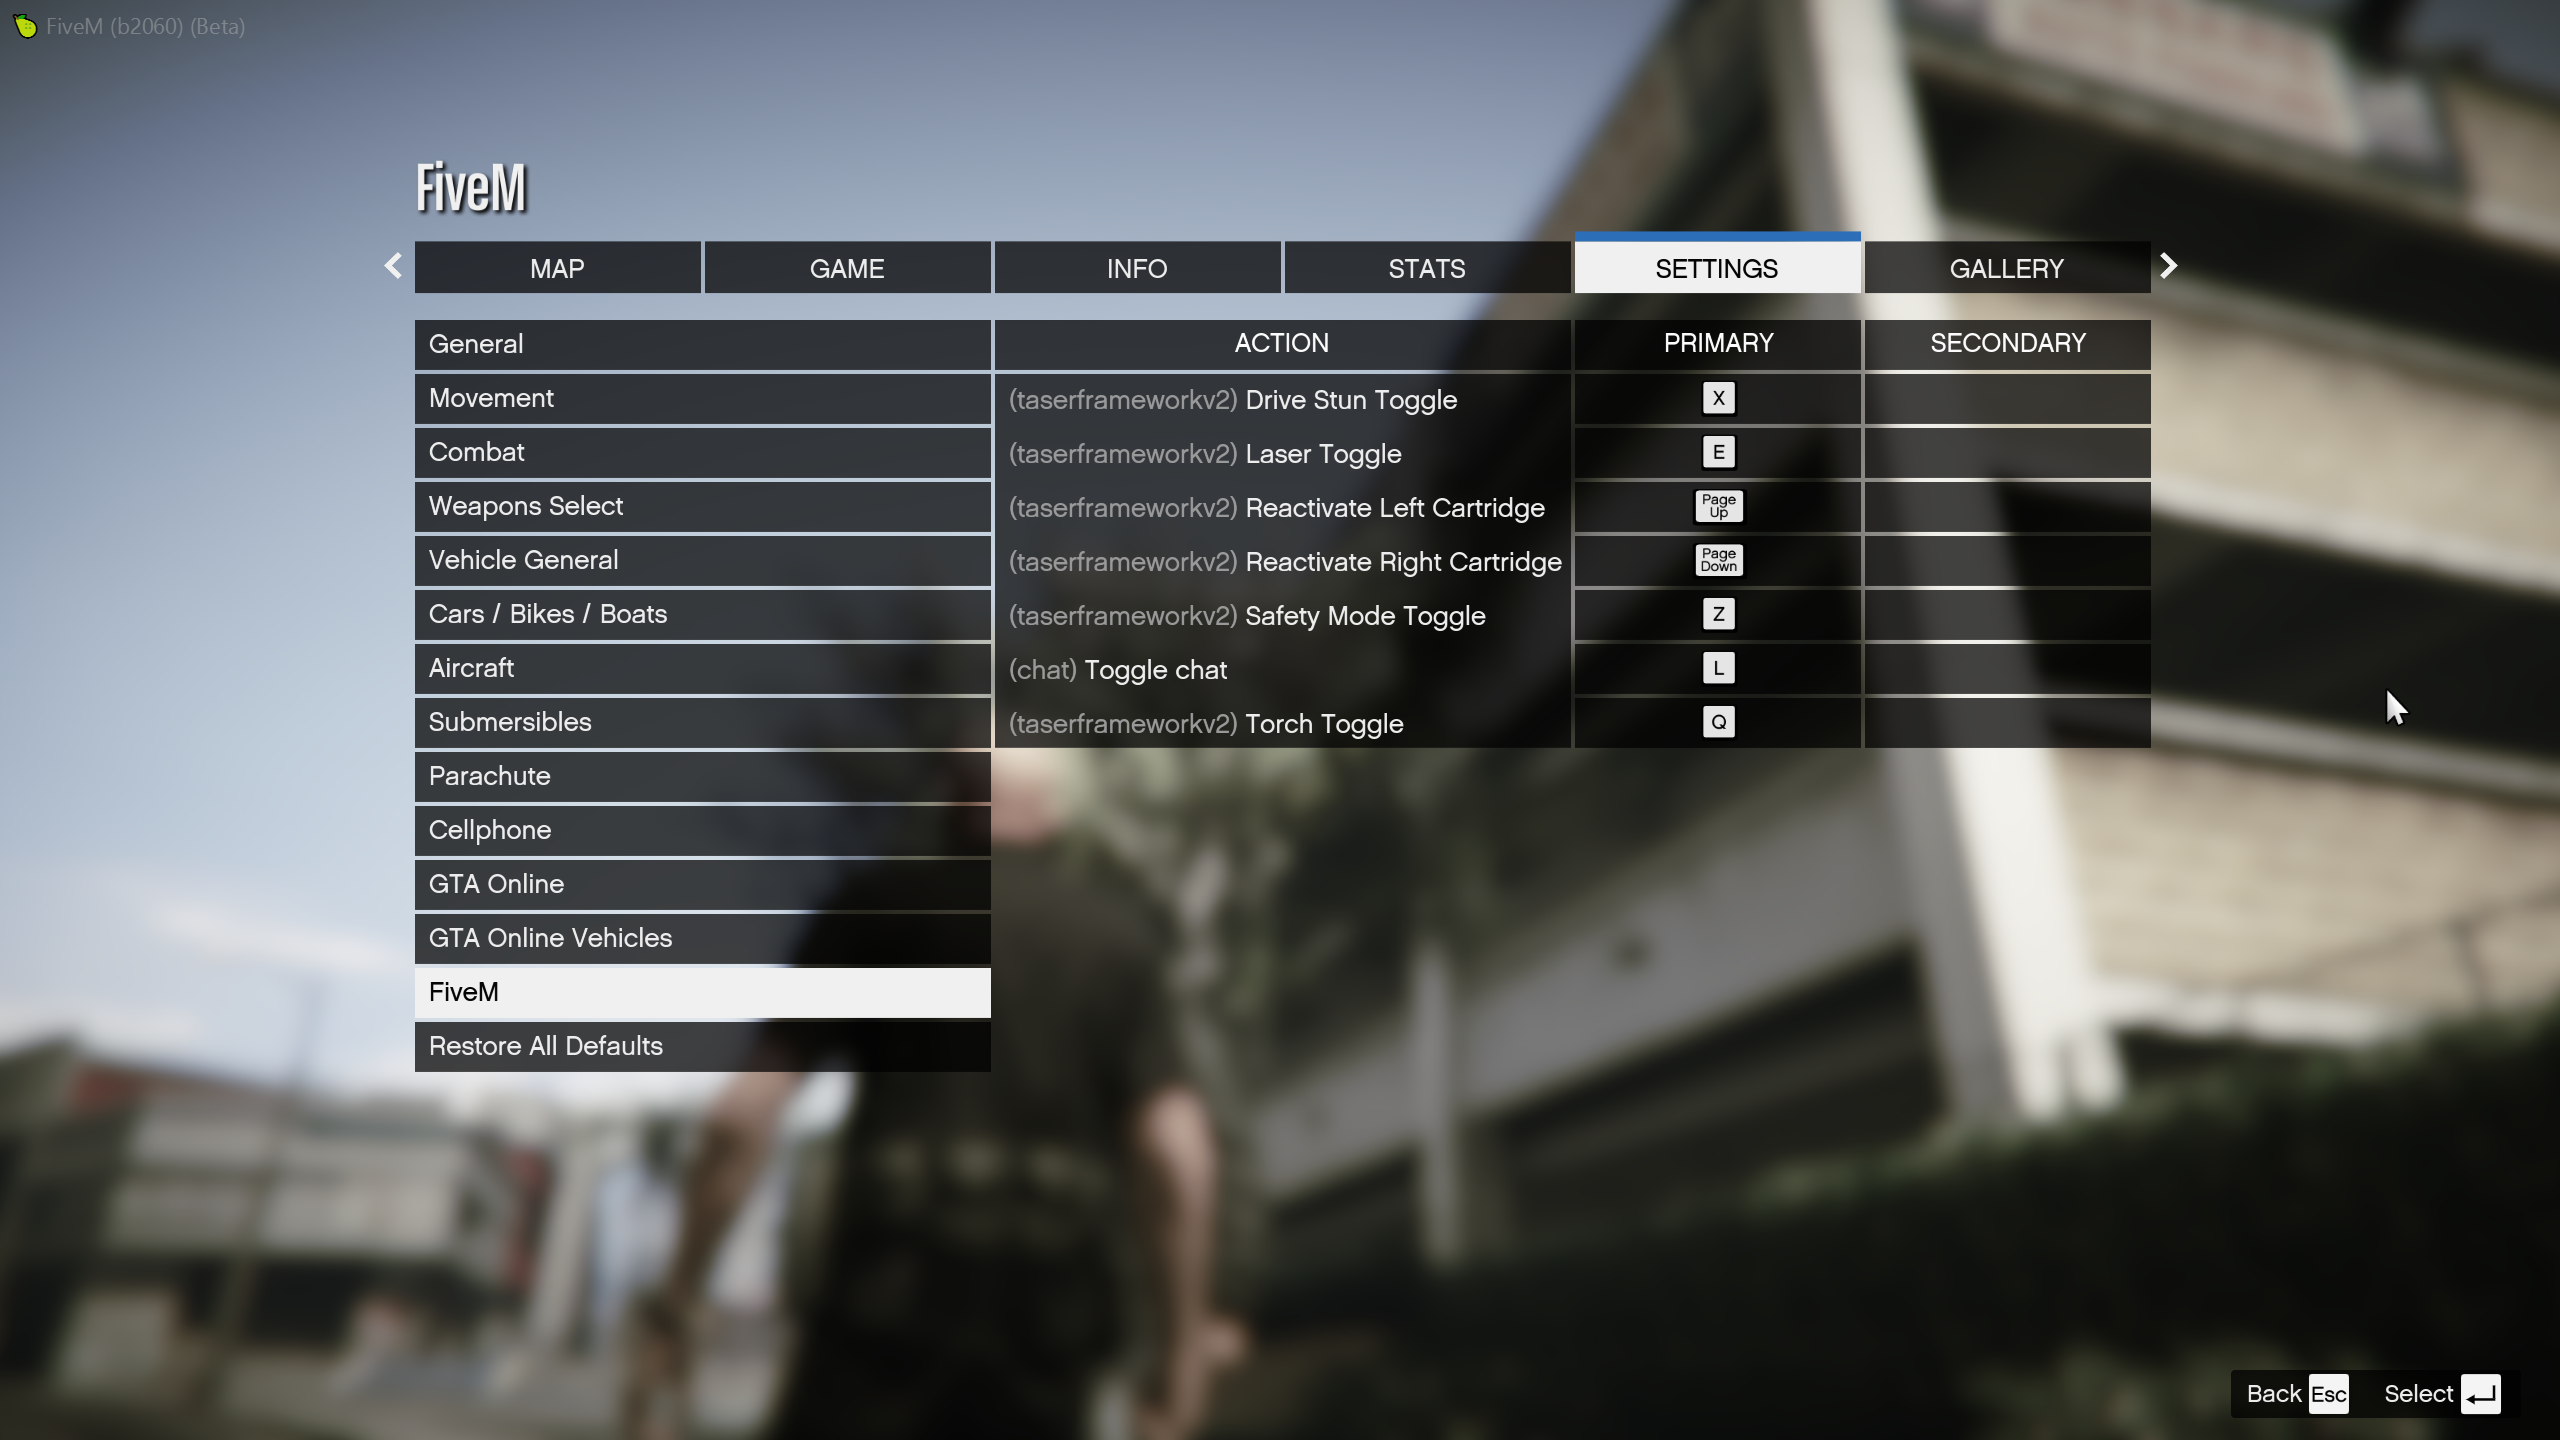 FiveM (b2060) (Beta)
FiveM
MAP GAME INFO STATS SETTINGS GALLERY
General
Movement
Combat
Weapons Select
Vehicle General
Cars / Bikes / Boats
Aircraft
Submersibles
Parachute
Cellphone
GTA Online
GTA Online Vehicles
FiveM
Restore All Defaults
ACTION PRIMARY SECONDARY
(taserframeworkv2) Drive Stun Toggle X
(taserframeworkv2) Laser Toggle E
(taserframeworkv2) Reactivate Left Cartridge Page Up
(taserframeworkv2) Reactivate Right Cartridge Page Down
(taserframeworkv2) Safety Mode Toggle Z
(chat) Toggle chat L
(taserframeworkv2) Torch Toggle Q
Back Esc Select